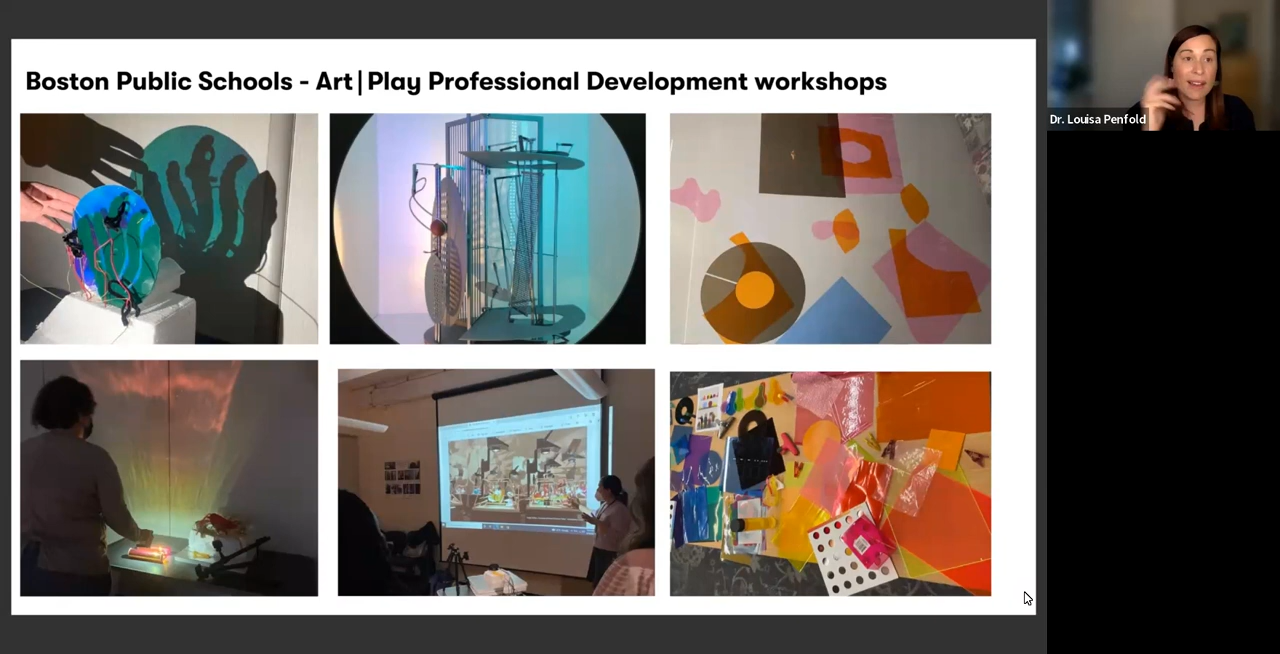 Boston Public Schools - Art|Play Professional Development workshops
Dr. Louisa Penfold